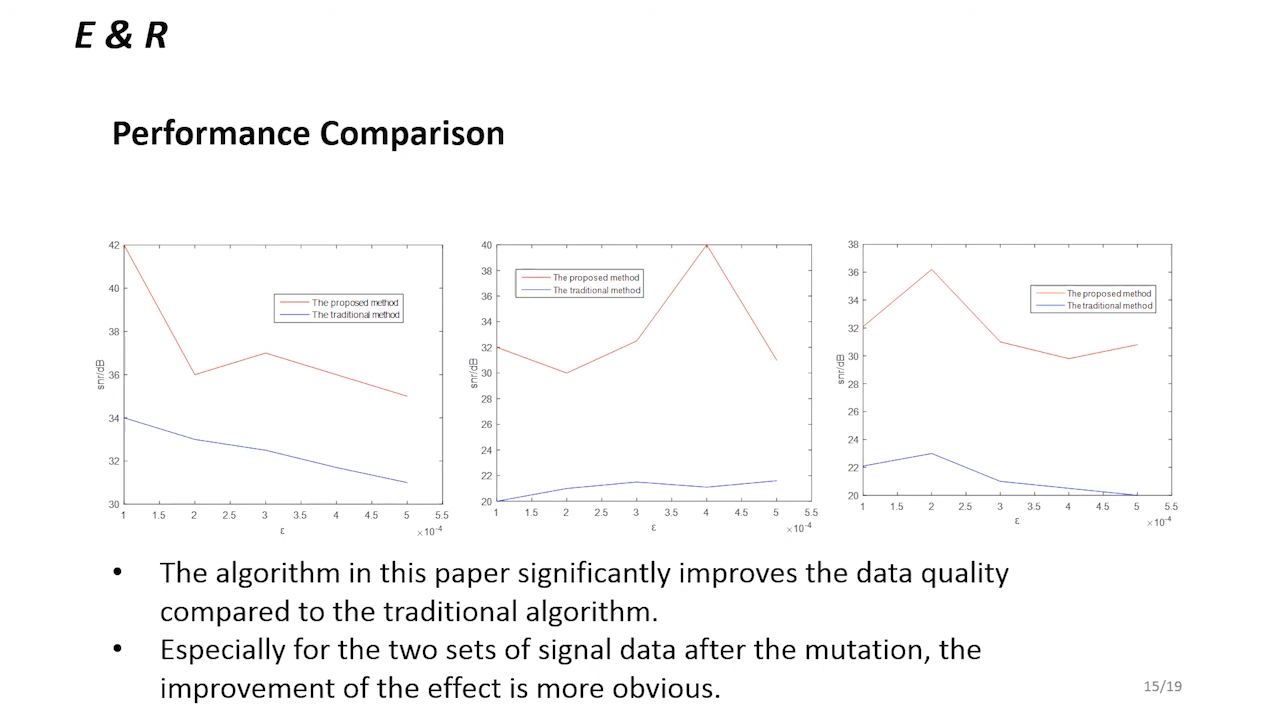 E & R
Performance Comparison
42
40
38
36
34
32
30
snr/dB
The proposed method
The traditional method
1 1.5 2 2.5 3 3.5 4 4.5 5 5.5
ε
×10-4
40
38
36
34
32
30
28
26
24
22
20
snr/dB
The proposed method
The traditional method
1 1.5 2 2.5 3 3.5 4 4.5 5 5.5
ε
×10-4
38
36
34
32
30
28
26
24
22
20
snr/dB
The proposed method
The traditional method
1 1.5 2 2.5 3 3.5 4 4.5 5 5.5
ε
×10-4
• The algorithm in this paper significantly improves the data quality
compared to the traditional algorithm.
• Especially for the two sets of signal data after the mutation, the
improvement of the effect is more obvious.
15/19